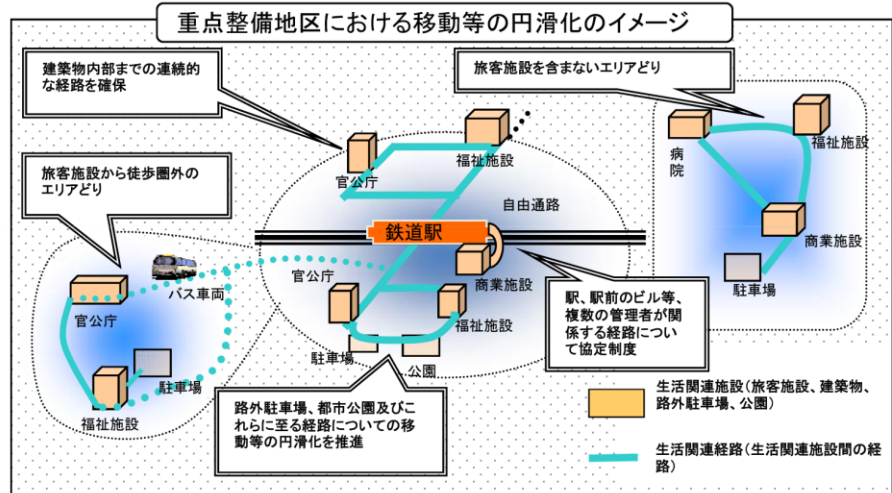 重点整備地区における移動等の円滑化のイメージ
建築物内部までの連続的
な経路を確保
旅客施設を含まないエリアどり
旅客施設から徒歩圏外の
エリアどり
官公庁
福祉施設
自由通路
鉄道駅
病
院
福祉施設
商業施設
駐車場
バス車両
官公庁
官公庁
商業施設
福祉施設
駐車場
公園
駐車場
福祉施設
駅、駅前のビル等、
複数の管理者が関
係する経路につい
て協定制度
路外駐車場、都市公園及びこ
れらに至る経路についての移
動等の円滑化を推進
生活関連施設(旅客施設、建築物、
路外駐車場、公園)
生活関連経路(生活関連施設間の経
路)